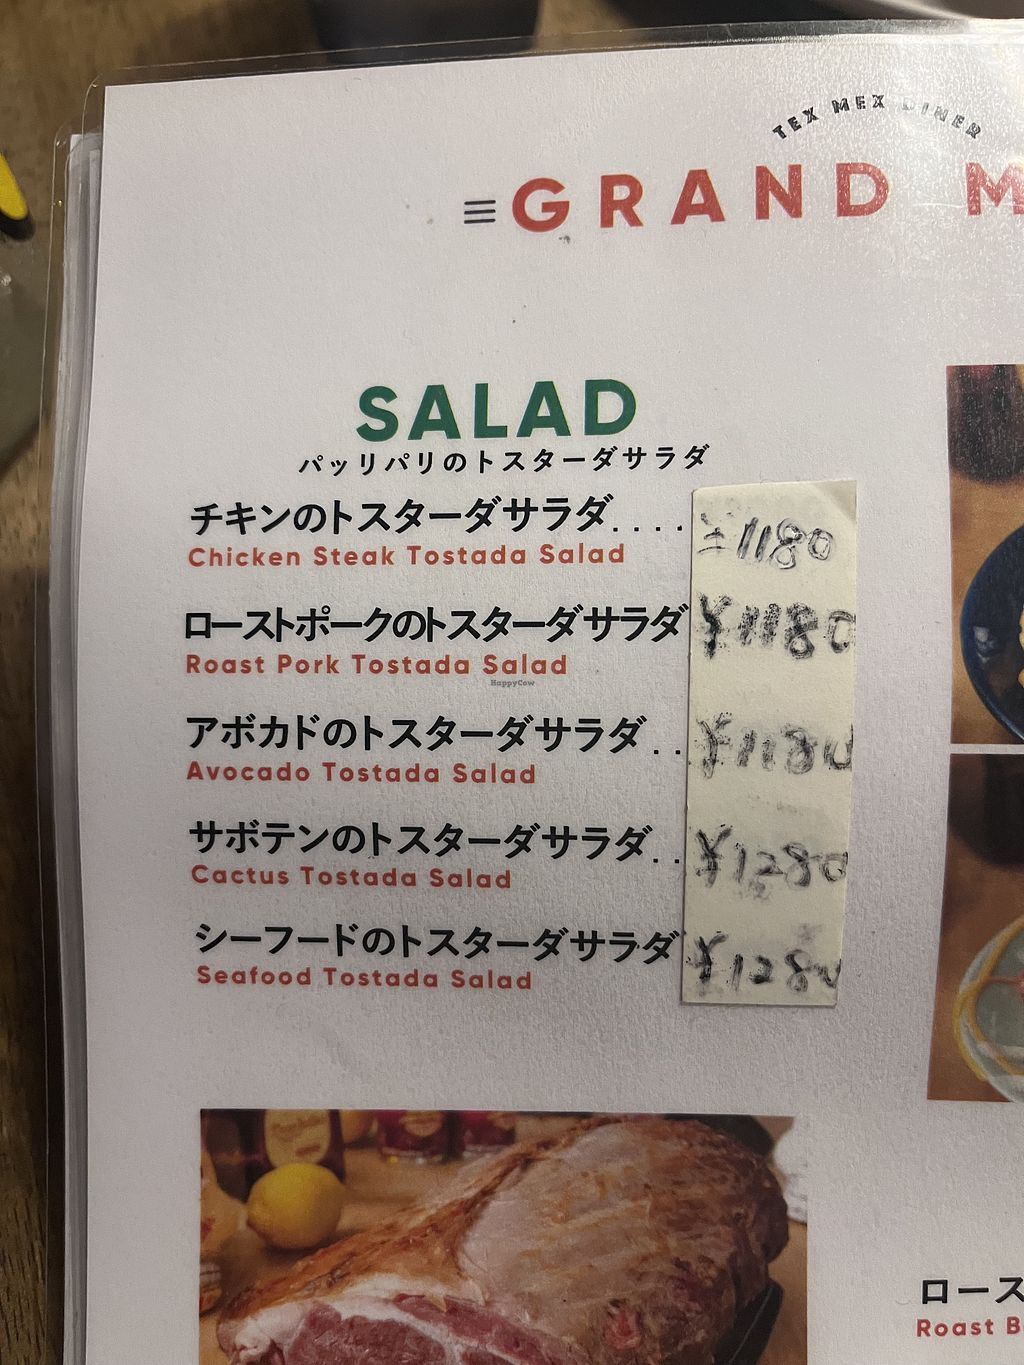 TEX MEX DINER
GRAND M
SALAD
パッリパリのトスターダサラダ
チキンのトスターダサラダ.... ¥1180
Chicken Steak Tostada Salad
ローストポークのトスターダサラダ ¥1180
Roast Pork Tostada Salad
HappyCow
アボカドのトスターダサラダ.. ¥1180
Avocado Tostada Salad
サボテンのトスターダサラダ.. ¥1280
Cactus Tostada Salad
シーフードのトスターダサラダ ¥1280
Seafood Tostada Salad
ロース
Roast B